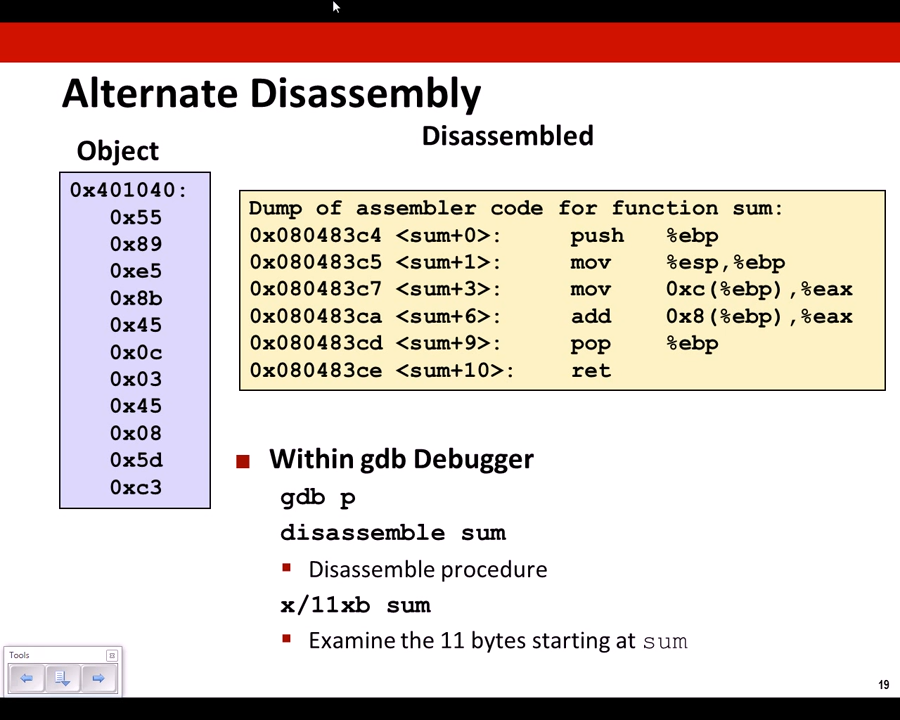 Alternate Disassembly
Object
Disassembled
0x401040:
0x55
0x89
0xe5
0x8b
0x45
0x0c
0x03
0x45
0x08
0x5d
0xc3
Dump of assembler code for function sum:
0x080483c4 <sum+0>: push %ebp
0x080483c5 <sum+1>: mov %esp,%ebp
0x080483c7 <sum+3>: mov 0xc(%ebp),%eax
0x080483ca <sum+6>: add 0x8(%ebp),%eax
0x080483cd <sum+9>: pop %ebp
0x080483ce <sum+10>: ret
Within gdb Debugger
gdb p
disassemble sum
Disassemble procedure
x/11xb sum
Examine the 11 bytes starting at sum
Tools
19